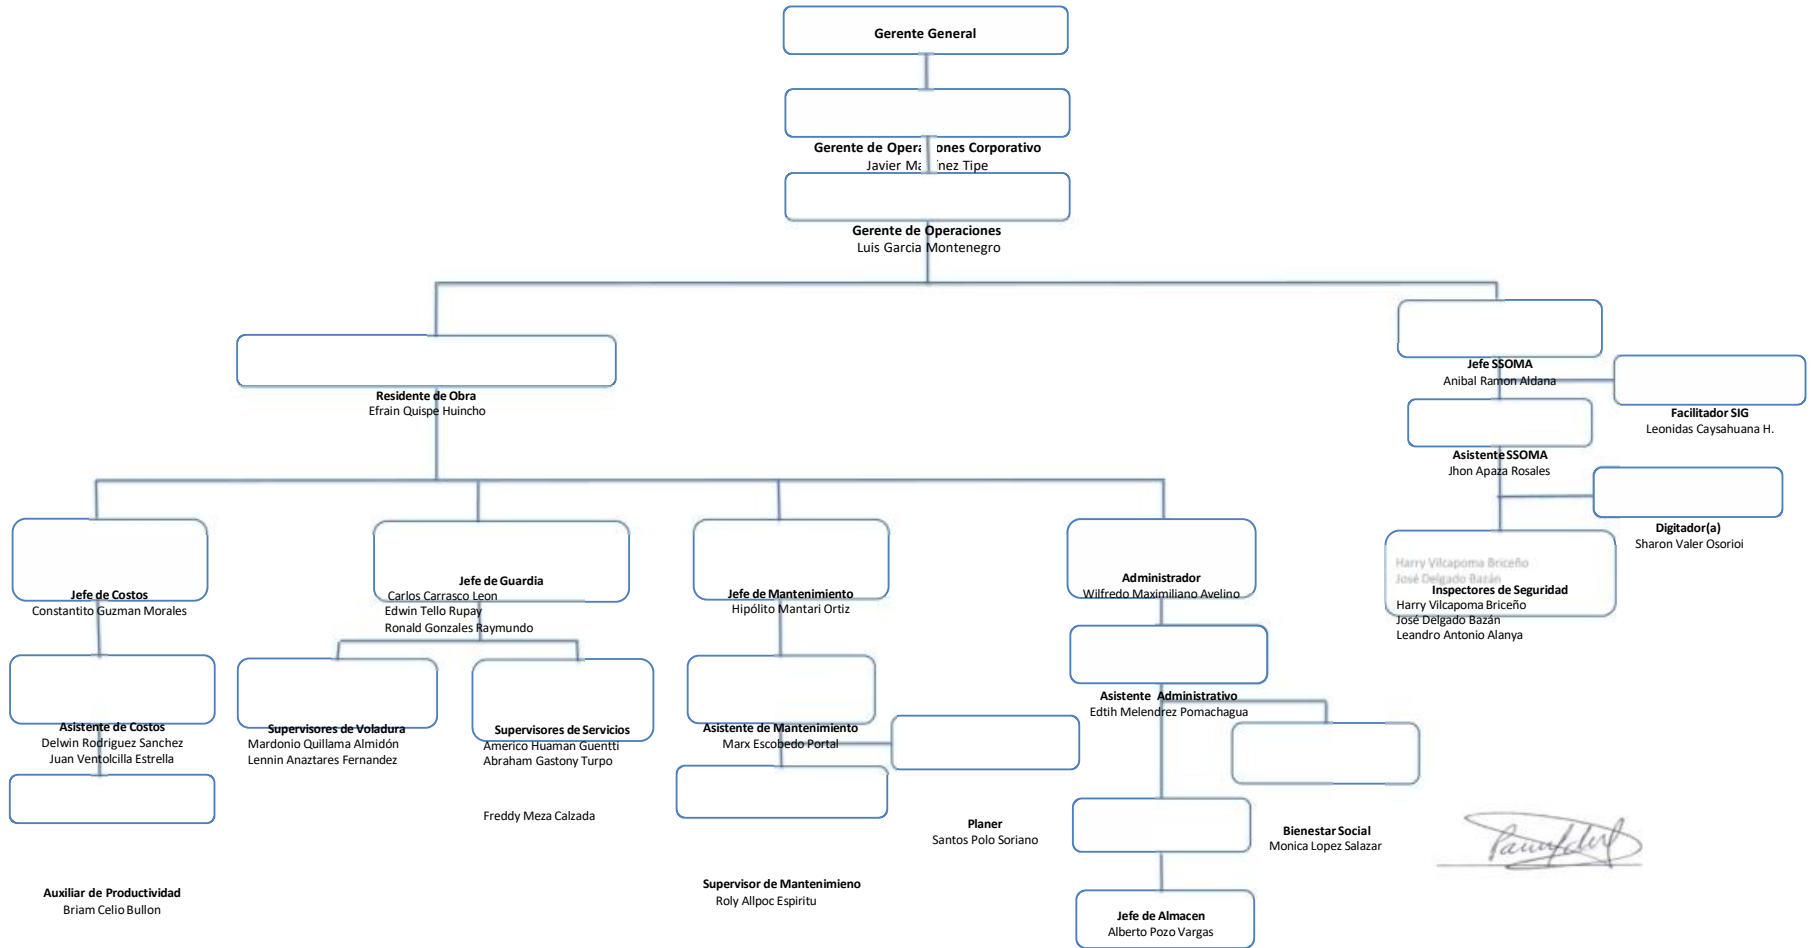 Gerente General
Gerente de Operaciones Corporativo
Javier Martinez Tipe
Gerente de Operaciones
Luis Garcia Montenegro
Residente de Obra
Efrain Quispe Huincho
Jefe SSOMA
Anibal Ramon Aldana
Facilitador SIG
Leonidas Caysahuana H.
Asistente SSOMA
Jhon Apaza Rosales
Digitador(a)
Sharon Valer Osorioi
Harry Vilcapoma Briceño
José Delgado Bazán
Inspectores de Seguridad
Harry Vilcapoma Briceño
José Delgado Bazán
Leandro Antonio Alanya
Jefe de Costos
Constantito Guzman Morales
Jefe de Guardia
Carlos Carrasco Leon
Edwin Tello Rupay
Ronald Gonzales Raymundo
Jefe de Mantenimiento
Hipólito Mantari Ortiz
Administrador
Wilfredo Maximiliano Avelino
Asistente de Costos
Delwin Rodriguez Sanchez
Juan Ventolcilla Estrella
Supervisores de Voladura
Mardonio Quillama Almidón
Lennin Anaztares Fernandez
Supervisores de Servicios
Americo Huaman Guentti
Abraham Gastony Turpo
Freddy Meza Calzada
Asistente de Mantenimiento
Marx Escobedo Portal
Asistente Administrativo
Edtih Melendrez Pomachagua
Planer
Santos Polo Soriano
Bienestar Social
Monica Lopez Salazar
Auxiliar de Productividad
Briam Celio Bullon
Supervisor de Mantenimieno
Roly Allpoc Espiritu
Jefe de Almacen
Alberto Pozo Vargas